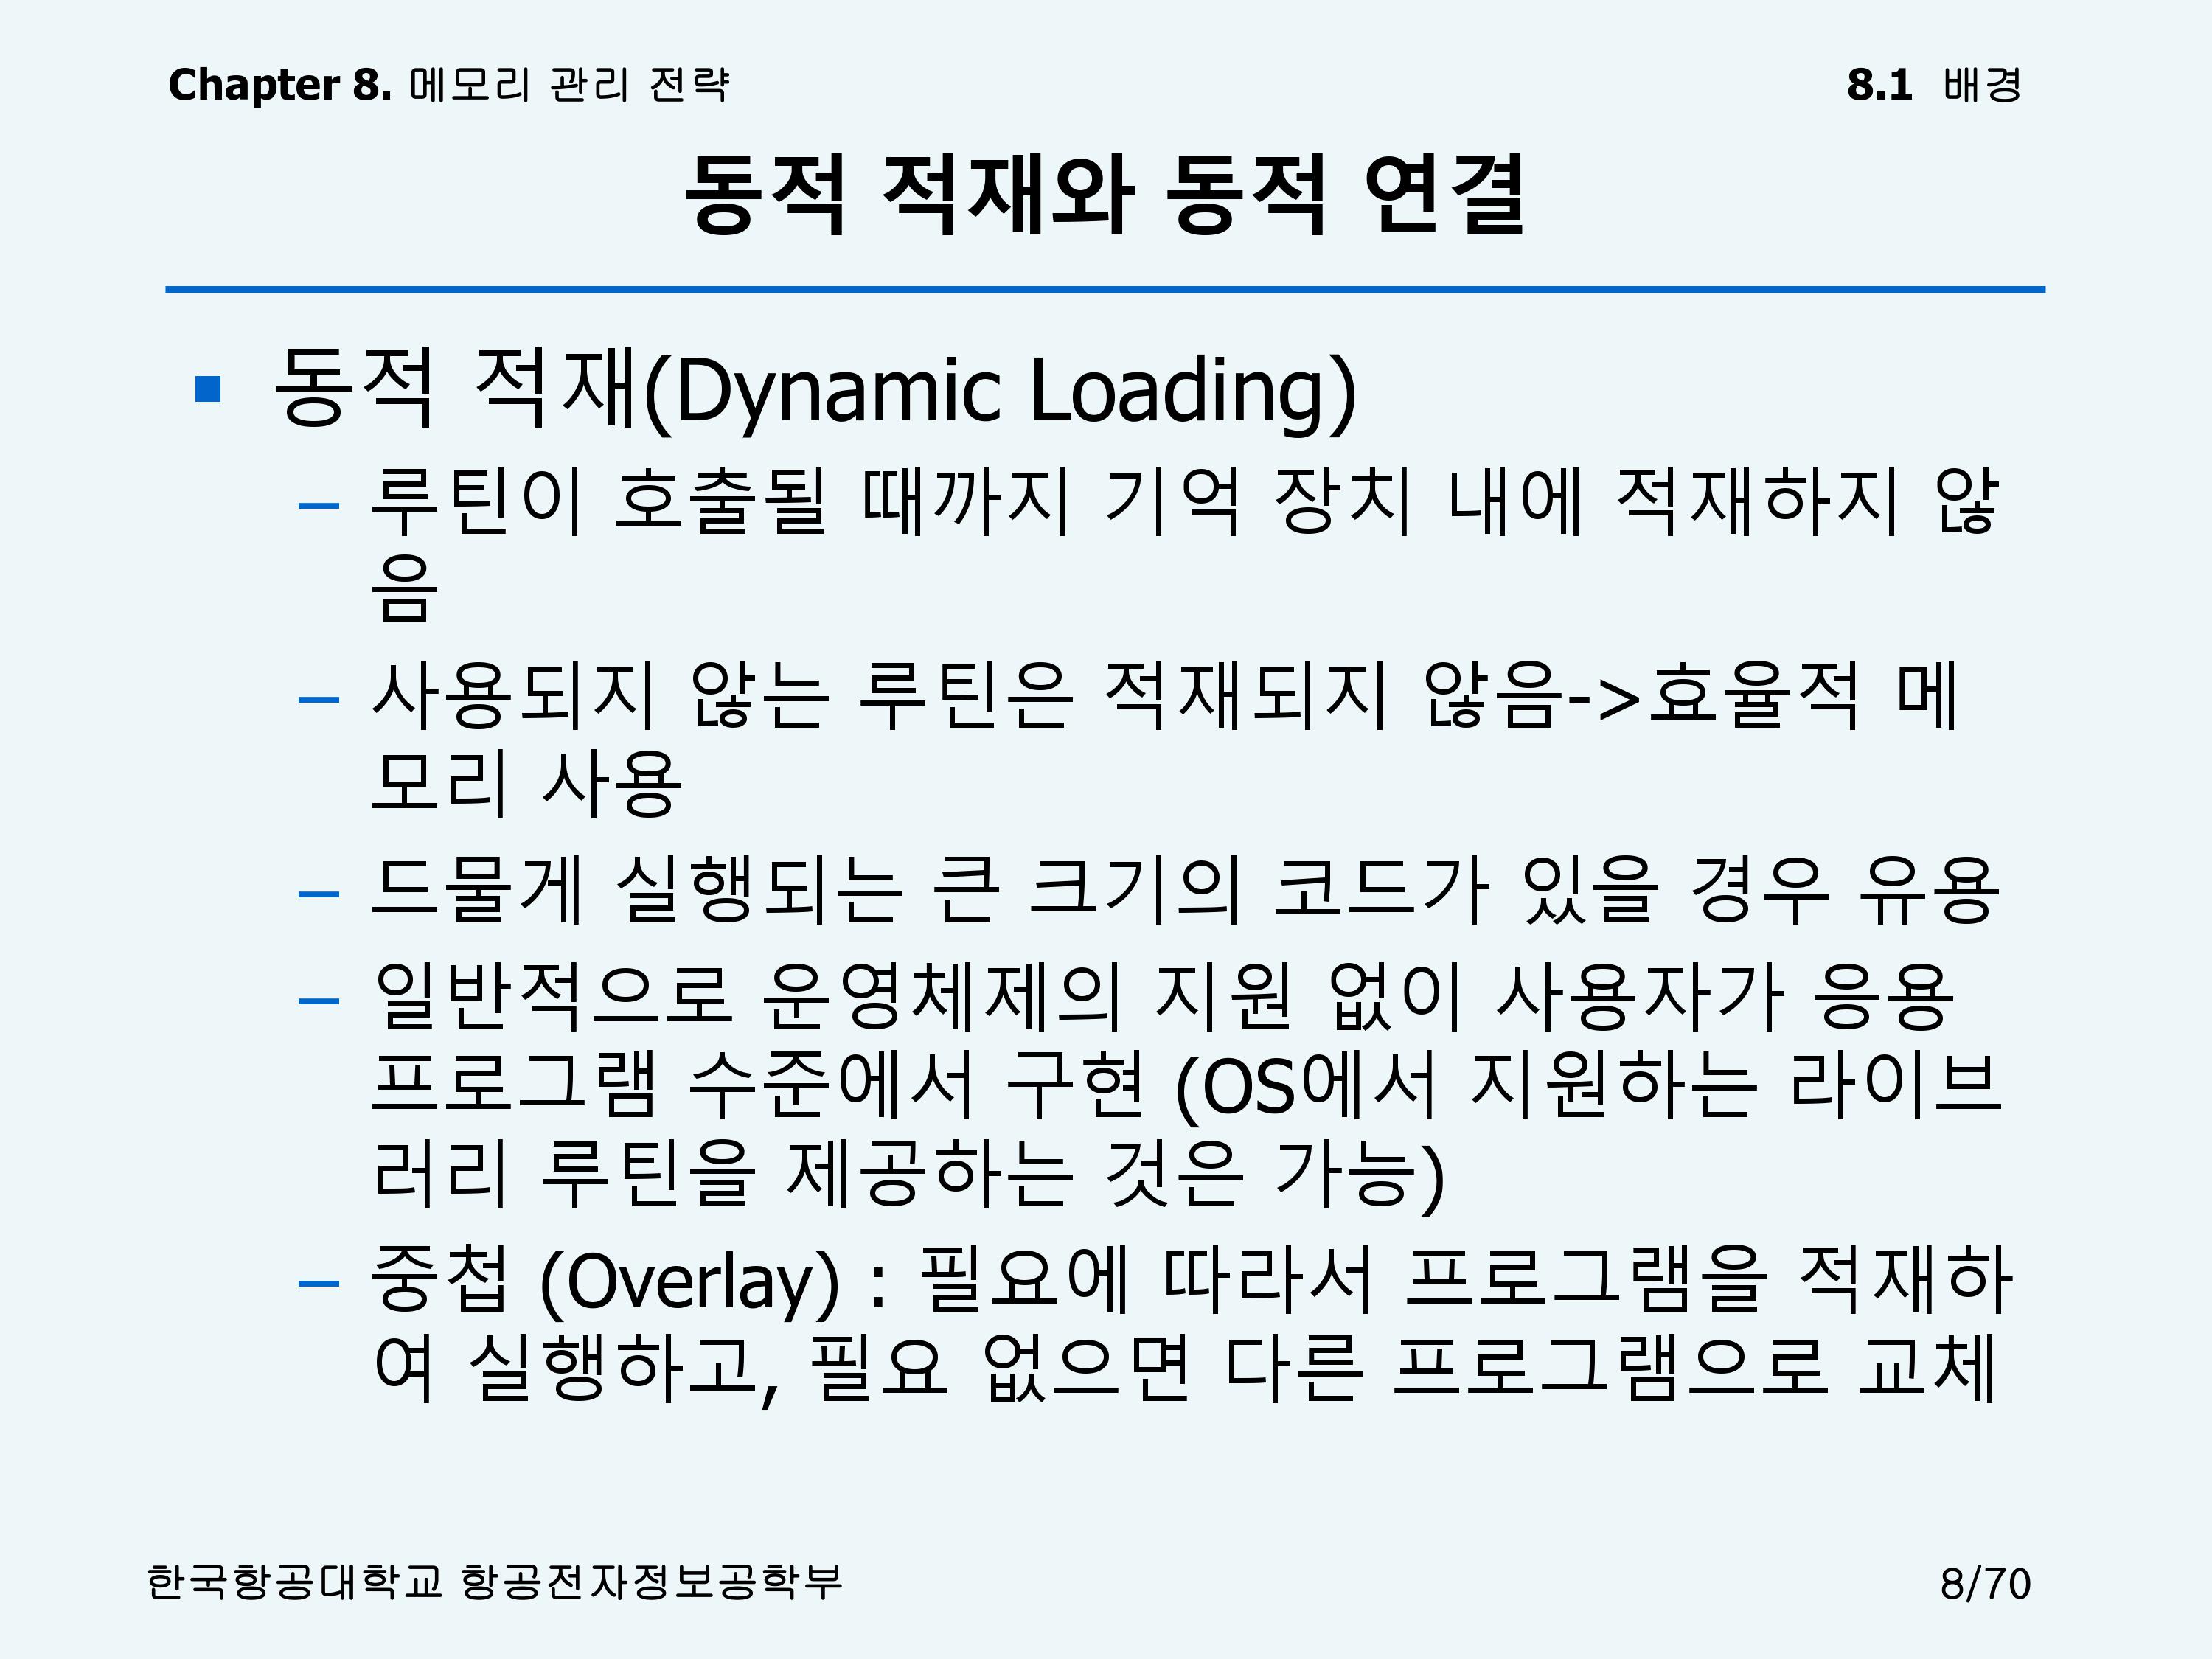 Chapter 8. 메모리 관리 전략
8.1 배경
동적 적재와 동적 연결
▪ 동적 적재(Dynamic Loading)
– 루틴이 호출될 때까지 기억 장치 내에 적재하지 않
음
– 사용되지 않는 루틴은 적재되지 않음->효율적 메
모리 사용
– 드물게 실행되는 큰 크기의 코드가 있을 경우 유용
– 일반적으로 운영체제의 지원 없이 사용자가 응용
프로그램 수준에서 구현 (OS에서 지원하는 라이브
러리 루틴을 제공하는 것은 가능)
– 중첩 (Overlay) : 필요에 따라서 프로그램을 적재하
여 실행하고, 필요 없으면 다른 프로그램으로 교체
한국항공대학교 항공전자정보공학부
8/70